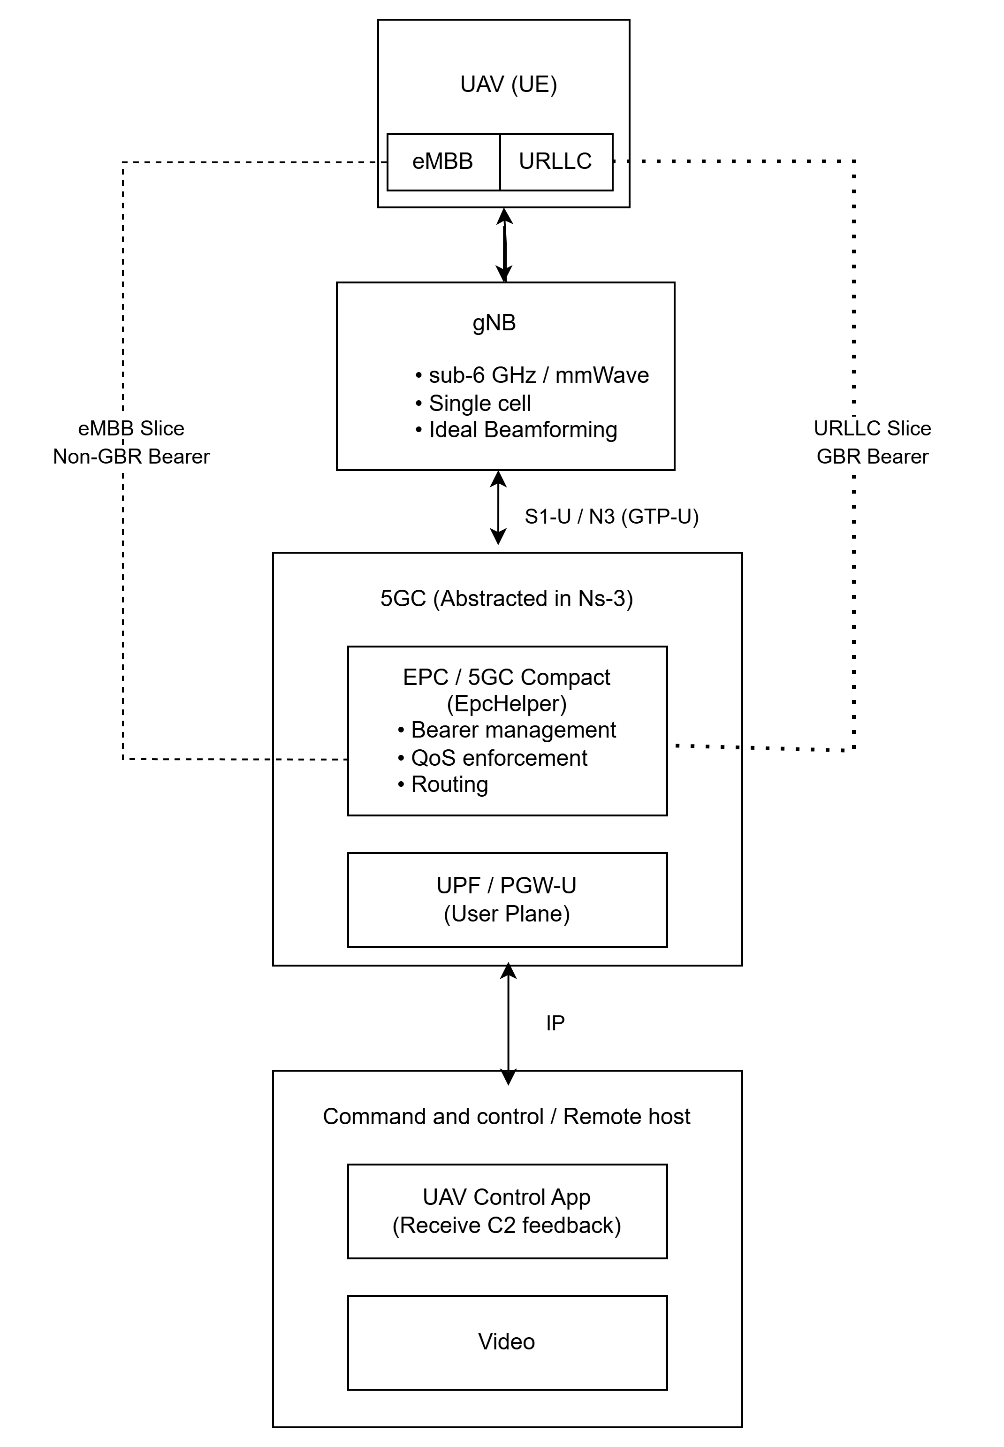 UAV (UE)
eMBB
URLLC
gNB
• sub-6 GHz / mmWave
• Single cell
• Ideal Beamforming
eMBB Slice
Non-GBR Bearer
URLLC Slice
GBR Bearer
S1-U / N3 (GTP-U)
5GC (Abstracted in Ns-3)
EPC / 5GC Compact
(EpcHelper)
• Bearer management
• QoS enforcement
• Routing
UPF / PGW-U
(User Plane)
IP
Command and control / Remote host
UAV Control App
(Receive C2 feedback)
Video